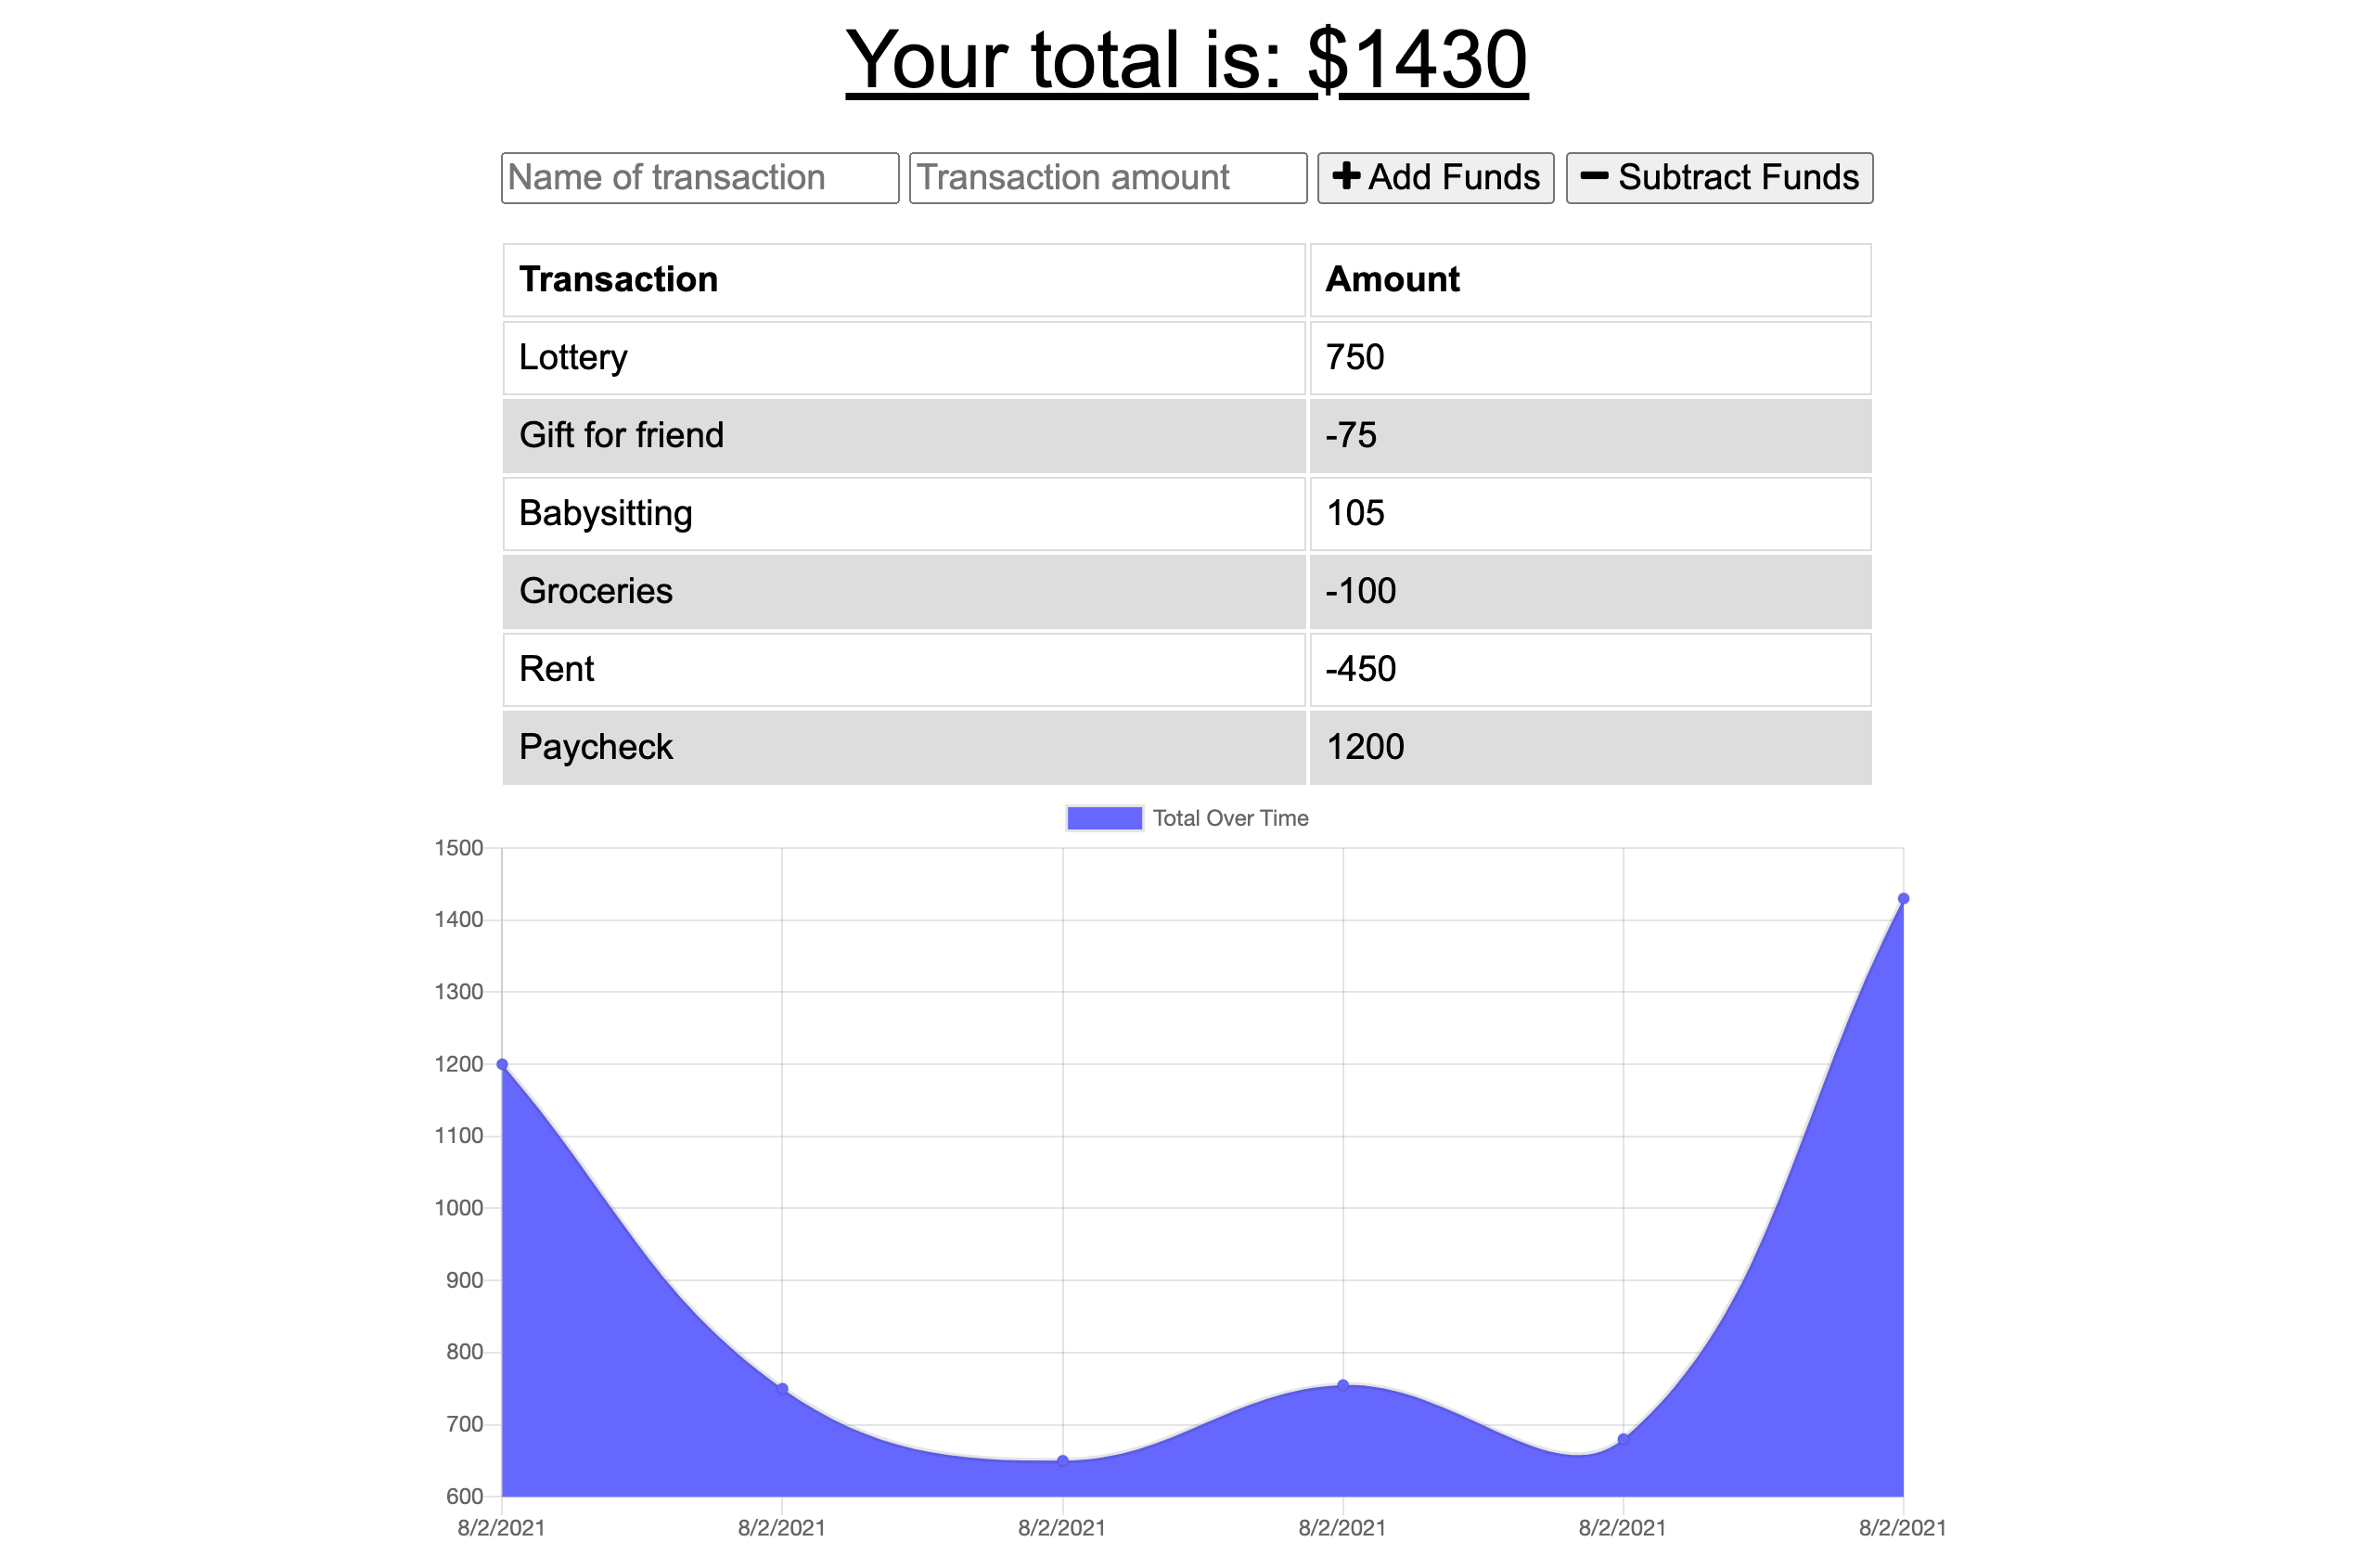 Your total is: $1430
Name of transaction Transaction amount Add Funds Subtract Funds
Transaction Amount
Lottery 750
Gift for friend -75
Babysitting 105
Groceries -100
Rent -450
Paycheck 1200
Total Over Time
1500
1400
1300
1200
1100
1000
900
800
700
600
8/2/2021 8/2/2021 8/2/2021 8/2/2021 8/2/2021 8/2/2021